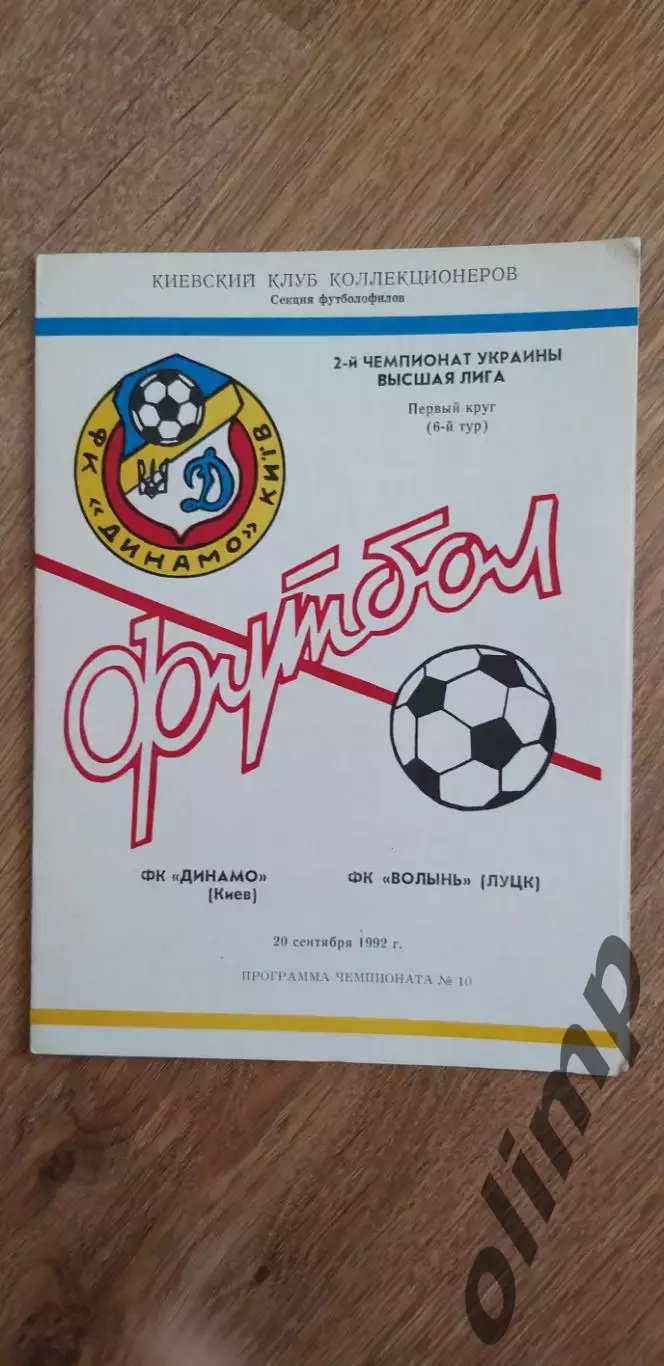 КИЕВСКИЙ КЛУБ КОЛЛЕКЦИОНЕРОВ
Секция футболофилов
2-й ЧЕМПИОНАТ УКРАИНЫ
ВЫСШАЯ ЛИГА
Первый круг
(6-й тур)
ФК «ДИНАМО» КИЇВ
Д
футбол
ФК «ДИНАМО»
(Киев)
ФК «ВОЛЫНЬ» (ЛУЦК)
20 сентября 1992 г.
ПРОГРАММА ЧЕМПИОНАТА № 10
olimp